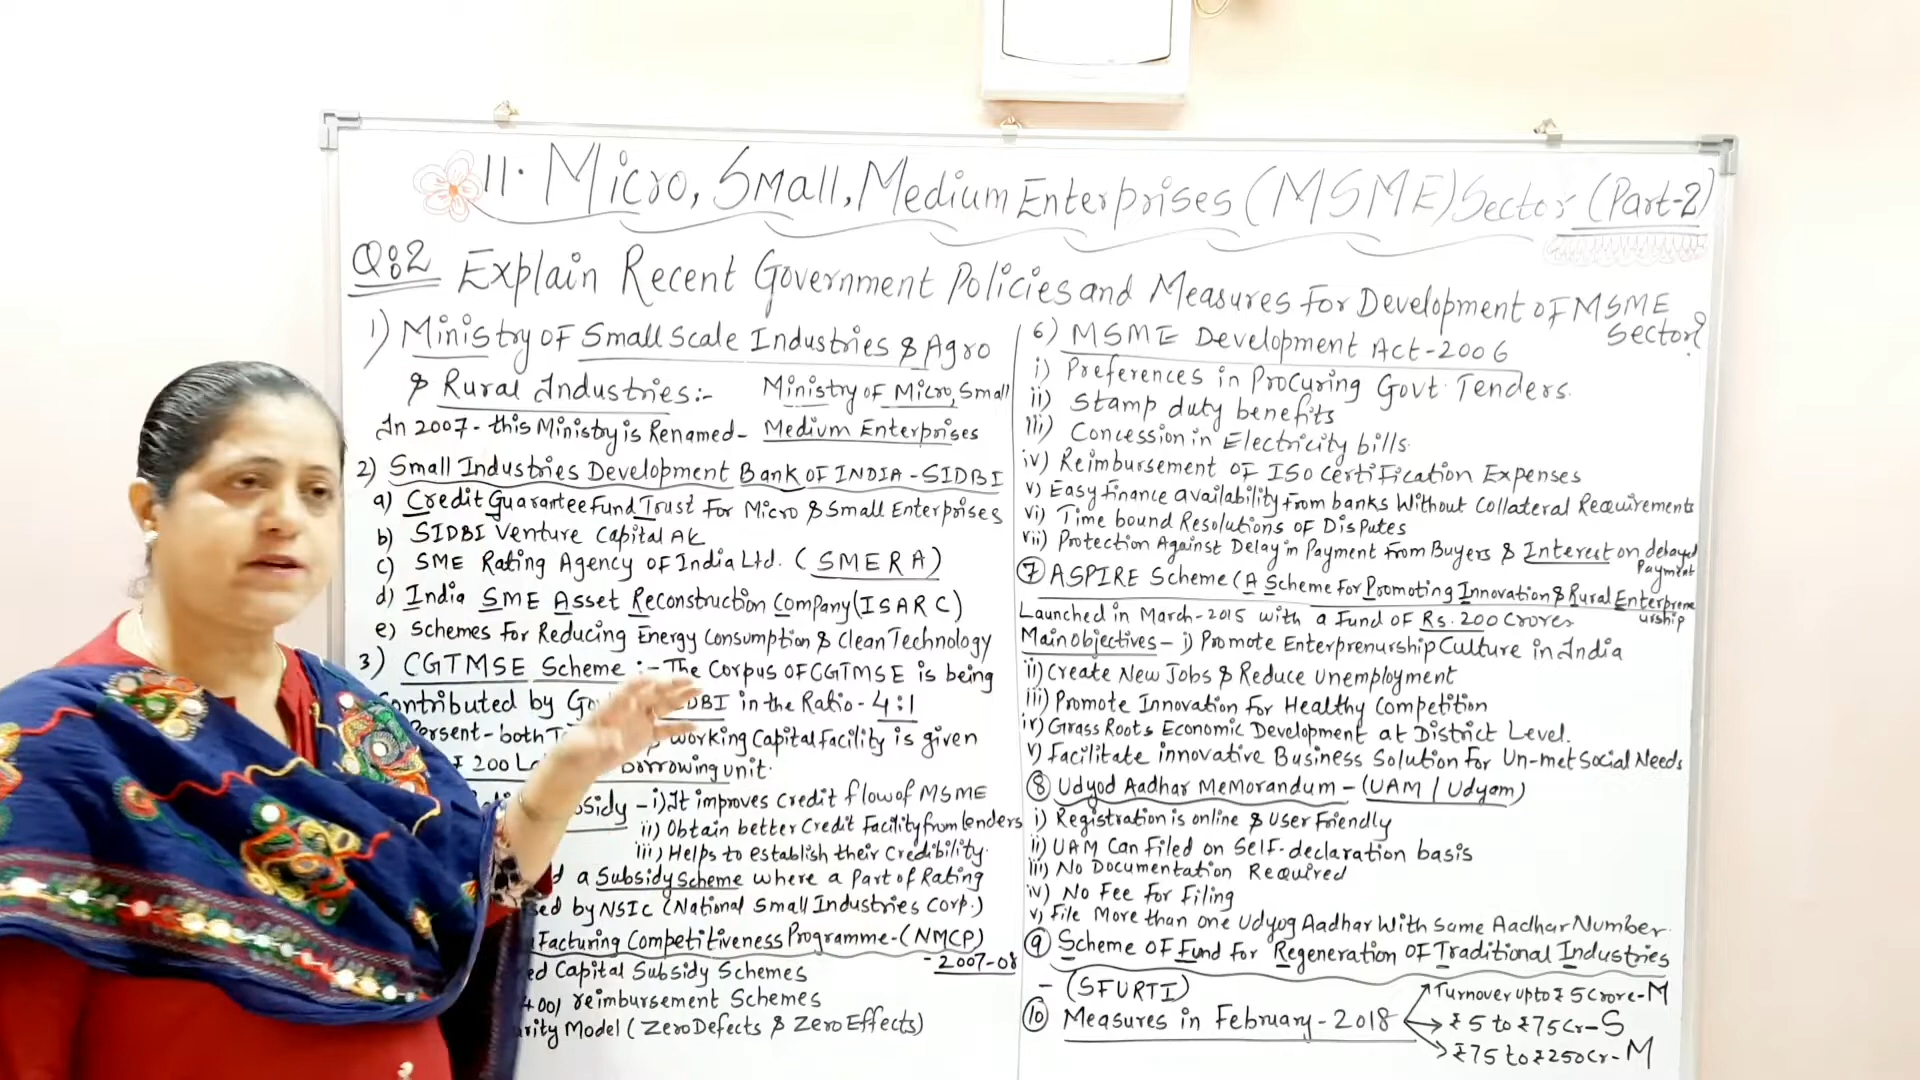 11. Micro, Small, Medium Enterprises (MSME) Sector (Part-2)
Q:2 Explain Recent Government Policies and Measures for Development of MSME
Sector?
1) Ministry of Small Scale Industries & Agro
& Rural Industries:- Ministry of Micro, Small
In 2007 - this Ministry is Renamed - Medium Enterprises
2) Small Industries Development Bank of INDIA - SIDBI
a) Credit Guarantee Fund Trust for Micro & Small Enterprises
b) SIDBI Venture Capital
c) SME Rating Agency of India Ltd. (SMERA)
d) India SME Asset Reconstruction Company (ISARC)
e) Schemes for Reducing Energy Consumption & Clean Technology
3) CGTMSE Scheme :- The Corpus of CGTMSE is being
contributed by in the Ratio - 4:1
- both working Capital Facility is given
₹ 200 borrowing unit.
- i) It improves credit flow of MSME
ii) Obtain better Credit Facility from lenders
iii) Helps to establish their Credibility.
a Subsidy Scheme where a Part of Rating
by NSIC (National Small Industries Corp.)
Competitiveness Programme - (NMCP)
- 2007-08
Capital Subsidy Schemes
reimbursement Schemes
Model (Zero Defects & Zero Effects)
6) MSME Development Act - 2006
i) Preferences in Procuring Govt. Tenders.
ii) Stamp duty benefits
iii) Concession in Electricity bills.
iv) Reimbursement of ISO Certification Expenses
v) Easy finance availability from banks Without Collateral Requirements
vi) Time bound Resolutions of Disputes
vii) Protection Against Delay in Payment from Buyers & Interest on delayed
Payment
7 ASPIRE Scheme (A Scheme for Promoting Innovation & Rural Entreprene
urship
Launched in March - 2015 with a Fund of Rs. 200 Crores
Main objectives - i) Promote Enterprenurship Culture in India
ii) Create New Jobs & Reduce Unemployment
iii) Promote Innovation for Healthy Competition
iv) Grass Roots Economic Development at District Level.
v) Facilitate innovative Business Solution for Un-met Social Needs
8 Udyod Aadhar Memorandum - (UAM / Udyam)
i) Registration is online & User Friendly
ii) UAM Can Filed on Self-declaration basis
iii) No Documentation Required
iv) No Fee for Filing
v) File More than one Udyog Aadhar With Same Aadhar Number.
9 Scheme of Fund for Regeneration of Traditional Industries
- (SFURTI)
10 Measures in February - 2018
Turnover upto ₹ 5 Crore - M
₹ 5 to ₹75 Cr - S
₹75 to ₹250 Cr - M